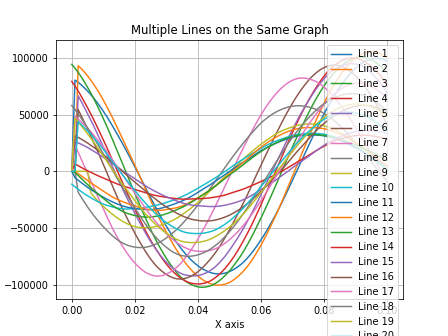 Multiple Lines on the Same Graph
100000
50000
0
−50000
−100000
0.00
0.02
0.04
0.06
X axis
Line 1
Line 2
Line 3
Line 4
Line 5
Line 6
Line 7
Line 8
Line 9
Line 10
Line 11
Line 12
Line 13
Line 14
Line 15
Line 16
Line 17
Line 18
Line 19
Line 20